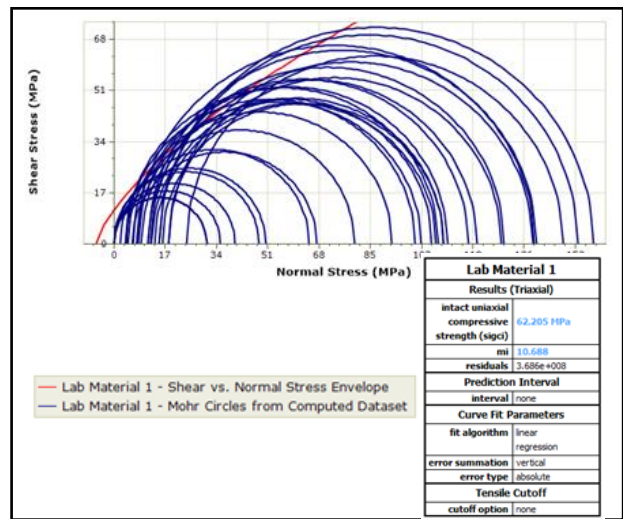 68
51
34
17
0
Shear Stress (MPa)
0 17 34 51 68 85
Normal Stress (MPa)
Lab Material 1
Results (Triaxial)
intact uniaxial
compressive 62.205 MPa
strength (sigci)
mi 10.688
residuals 3.686e+008
Prediction Interval
interval none
Curve Fit Parameters
fit algorithm linear
regression
error summation vertical
error type absolute
Tensile Cutoff
cutoff option none
Lab Material 1 - Shear vs. Normal Stress Envelope
Lab Material 1 - Mohr Circles from Computed Dataset